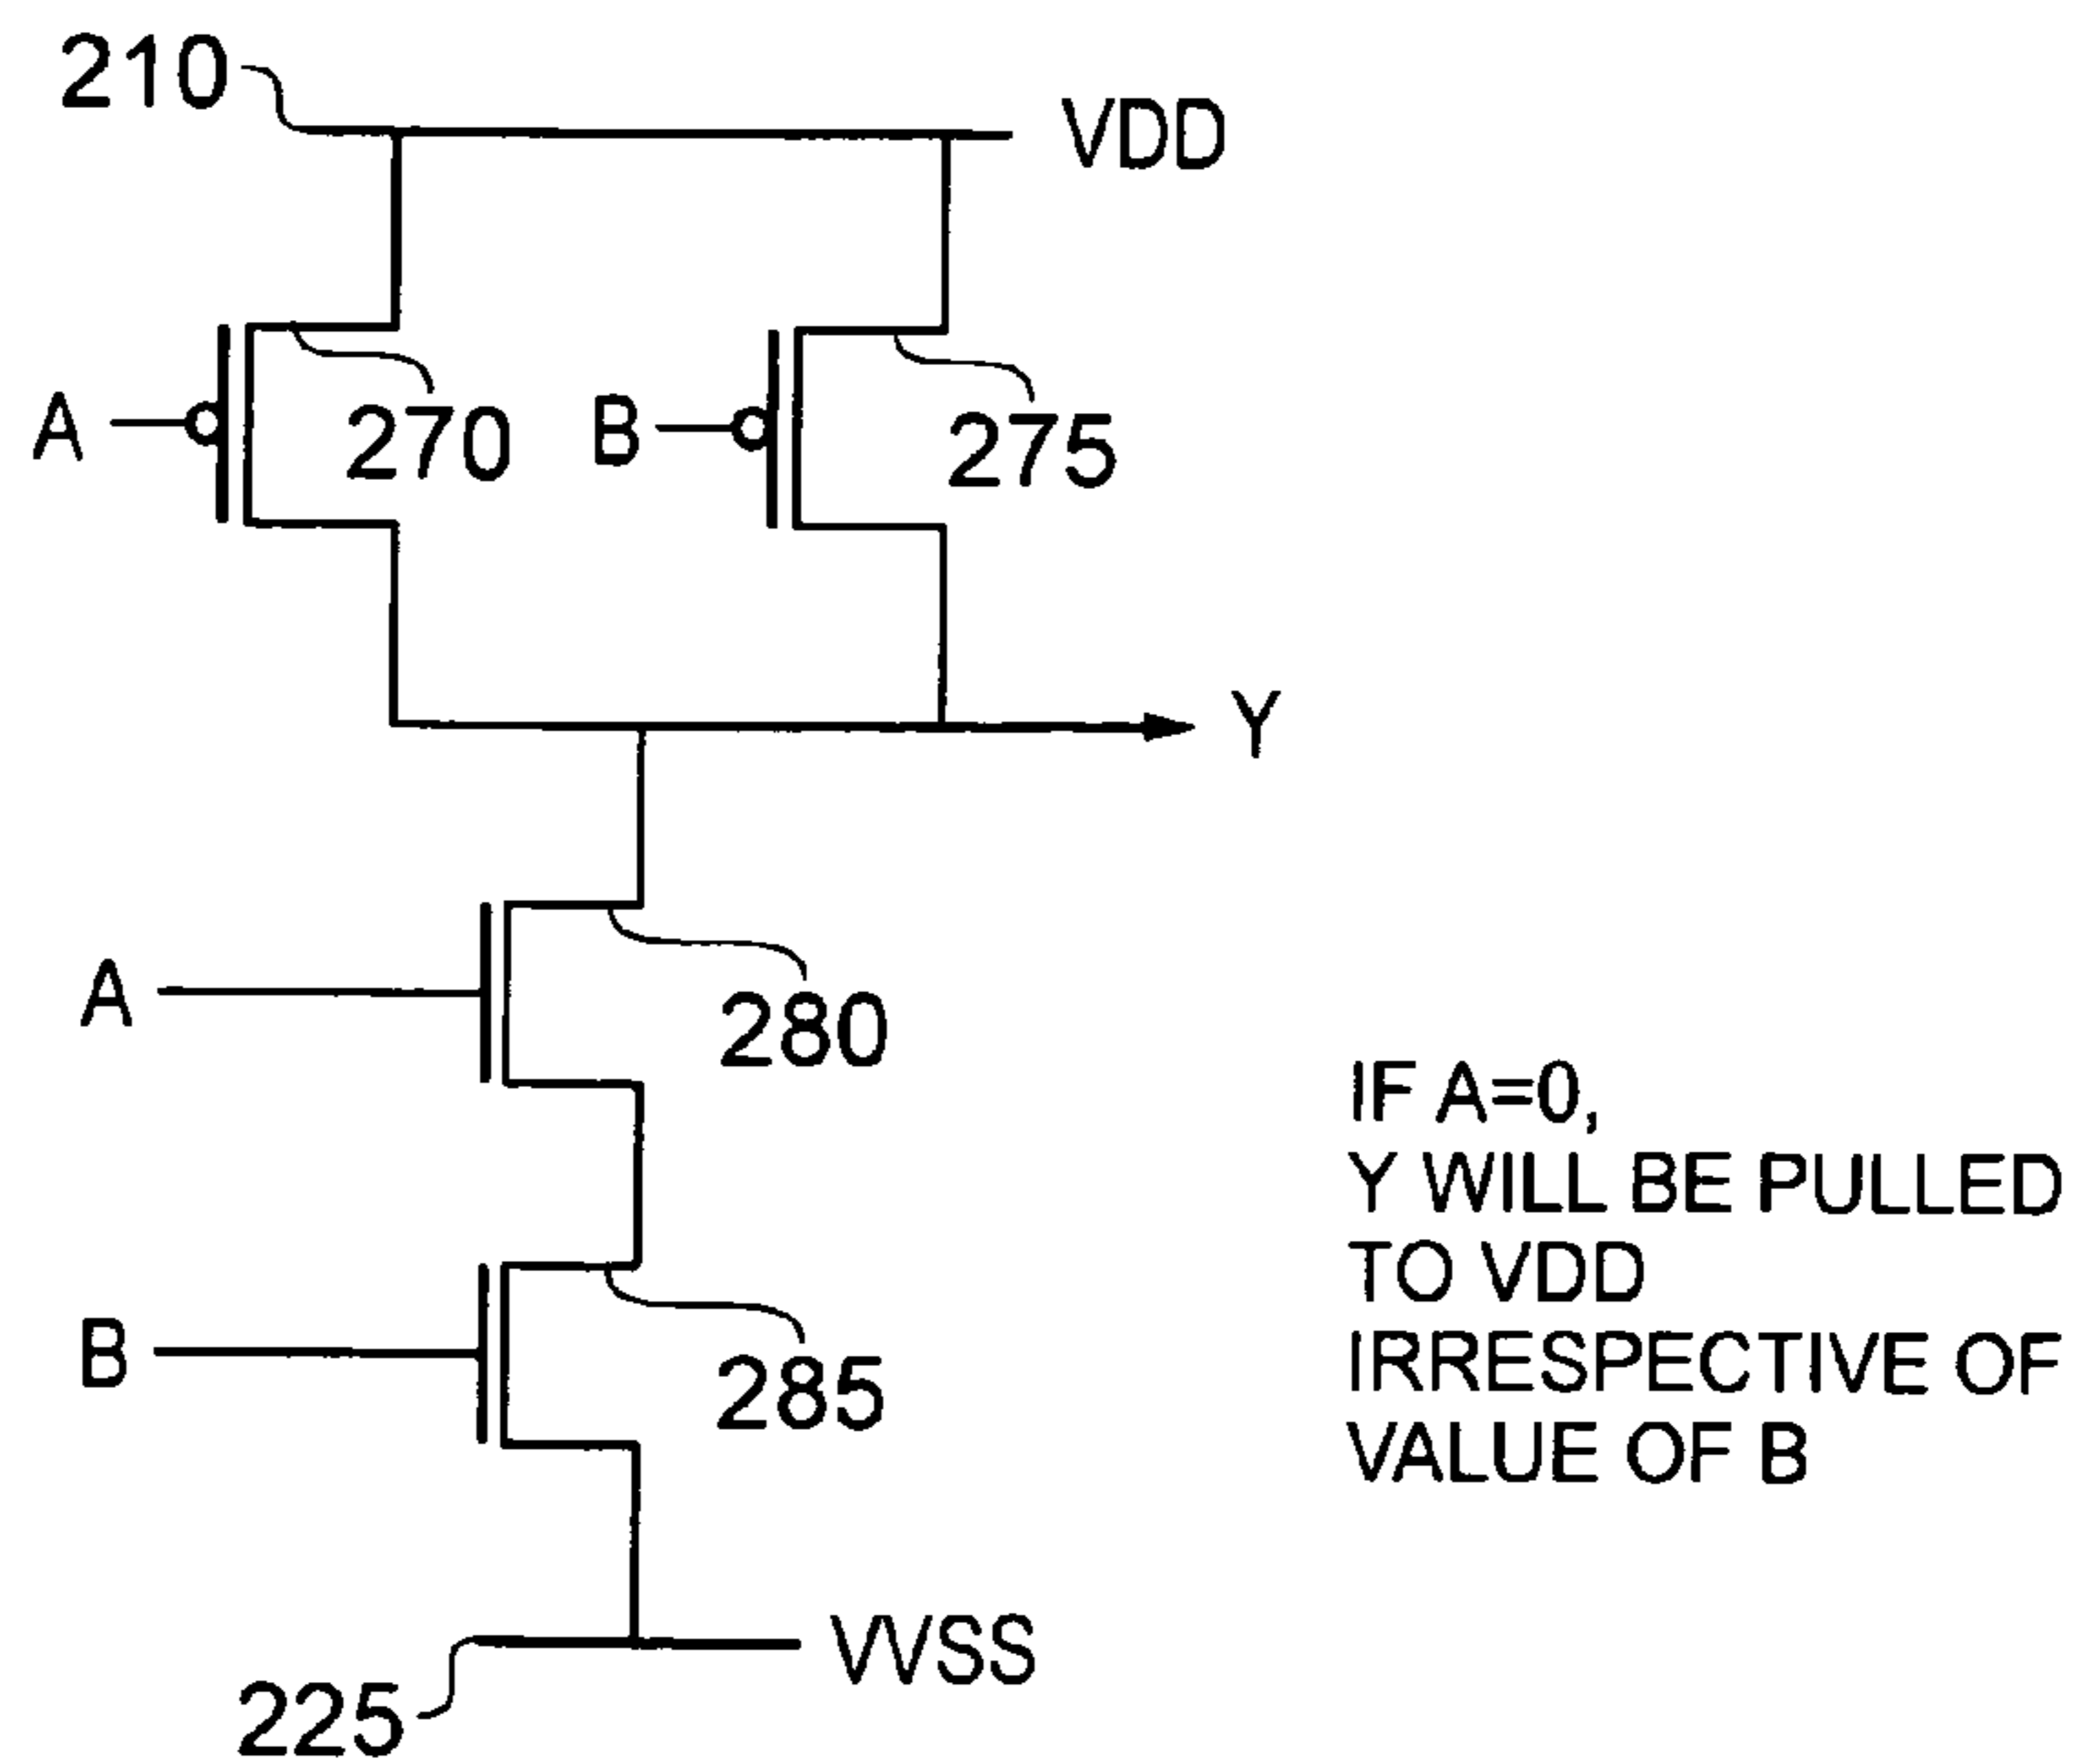 210
VDD
A
270
B
275
Y
A
280
B
285
VVSS
225
IF A=0,
Y WILL BE PULLED
TO VDD
IRRESPECTIVE OF
VALUE OF B